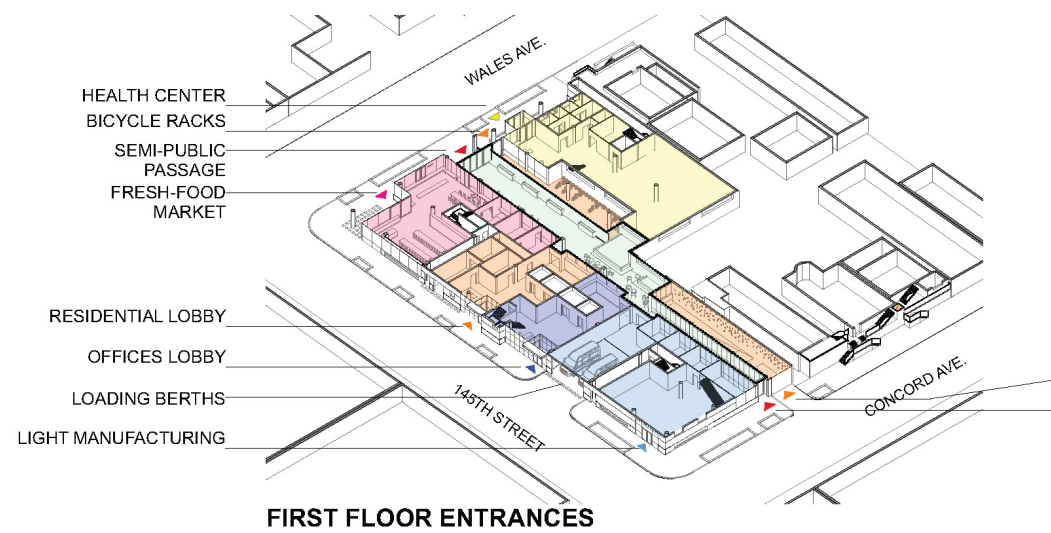 WALES AVE.
HEALTH CENTER
BICYCLE RACKS
SEMI-PUBLIC
PASSAGE
FRESH-FOOD
MARKET
RESIDENTIAL LOBBY
OFFICES LOBBY
LOADING BERTHS
LIGHT MANUFACTURING
145TH STREET
CONCORD AVE.
FIRST FLOOR ENTRANCES